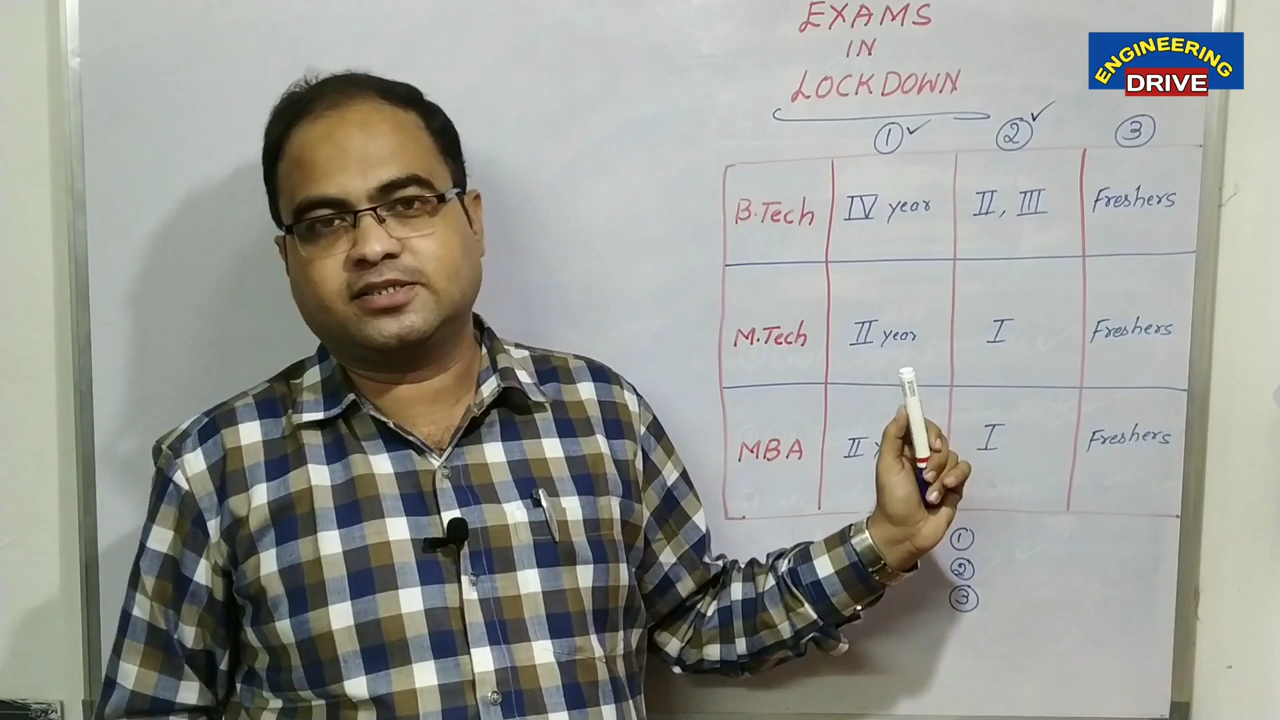 EXAMS
IN
LOCKDOWN
ENGINEERING
DRIVE
① ✓ ② ✓ ③
B.Tech IV year II, III Freshers
M.Tech II year I Freshers
MBA II I Freshers
①
②
③